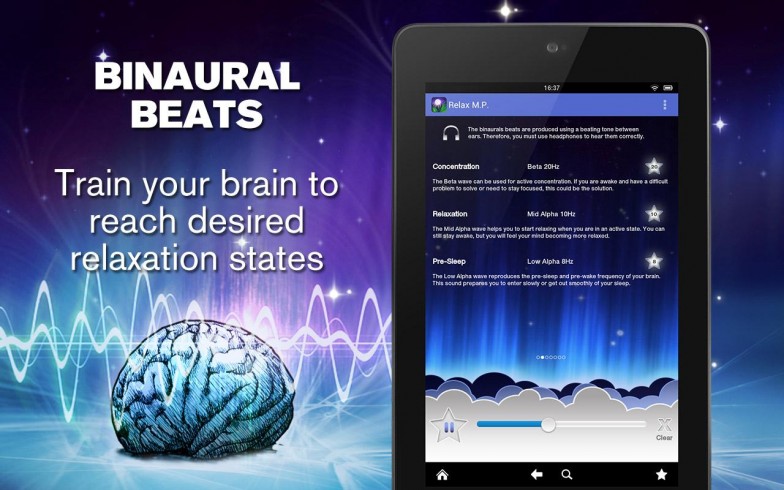 BINAURAL
BEATS
Train your brain to
reach desired
relaxation states
16:37
Relax M.P.
The binaurals beats are produced using a beating tone between
ears. Therefore, you must use headphones to hear them correctly.
Concentration Beta 20Hz 20
The Beta wave can be used for active concentration. If you are awake and have a difficult
problem to solve or need to stay focused, this could be the solution.
Relaxation Mid Alpha 10Hz 10
The Mid Alpha wave helps you to start relaxing when you are in an active state. You can
still stay awake, but you will feel your mind becoming more relaxed.
Pre-Sleep Low Alpha 8Hz 8
The Low Alpha wave reproduces the pre-sleep and pre-wake frequency of your brain.
This sound prepares you to enter slowly or get out smoothly of your sleep.
Clear